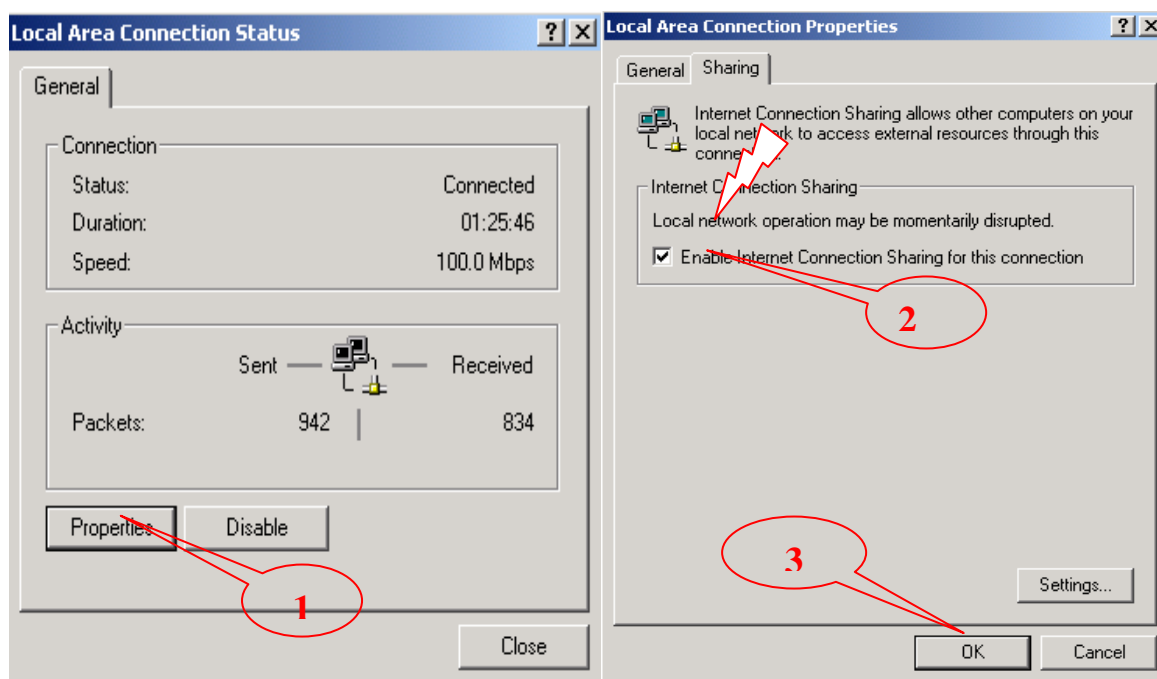 Local Area Connection Status
General
Connection
Status: Connected
Duration: 01:25:46
Speed: 100.0 Mbps
Activity
Sent Received
Packets: 942 834
Properties Disable
1
Close
Local Area Connection Properties
General Sharing
Internet Connection Sharing allows other computers on your
local network to access external resources through this
connection.
Internet Connection Sharing
Local network operation may be momentarily disrupted.
Enable Internet Connection Sharing for this connection
2
3
Settings...
OK Cancel